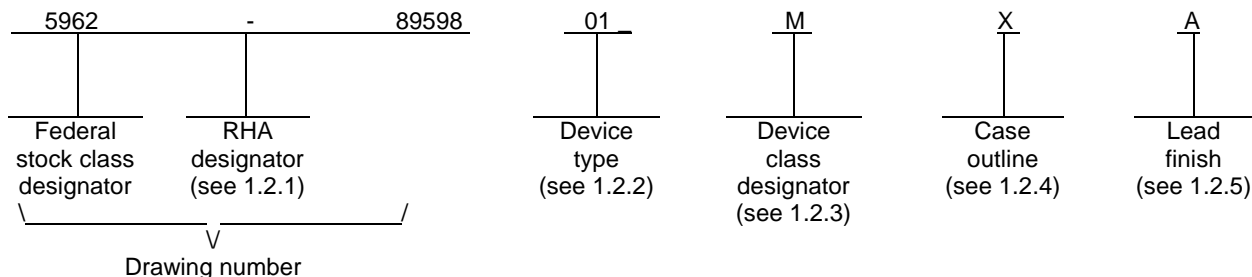 5962 - 89598 01 _ M X A
Federal stock class designator
RHA designator (see 1.2.1)
Device type (see 1.2.2)
Device class designator (see 1.2.3)
Case outline (see 1.2.4)
Lead finish (see 1.2.5)
\ /
\/
Drawing number